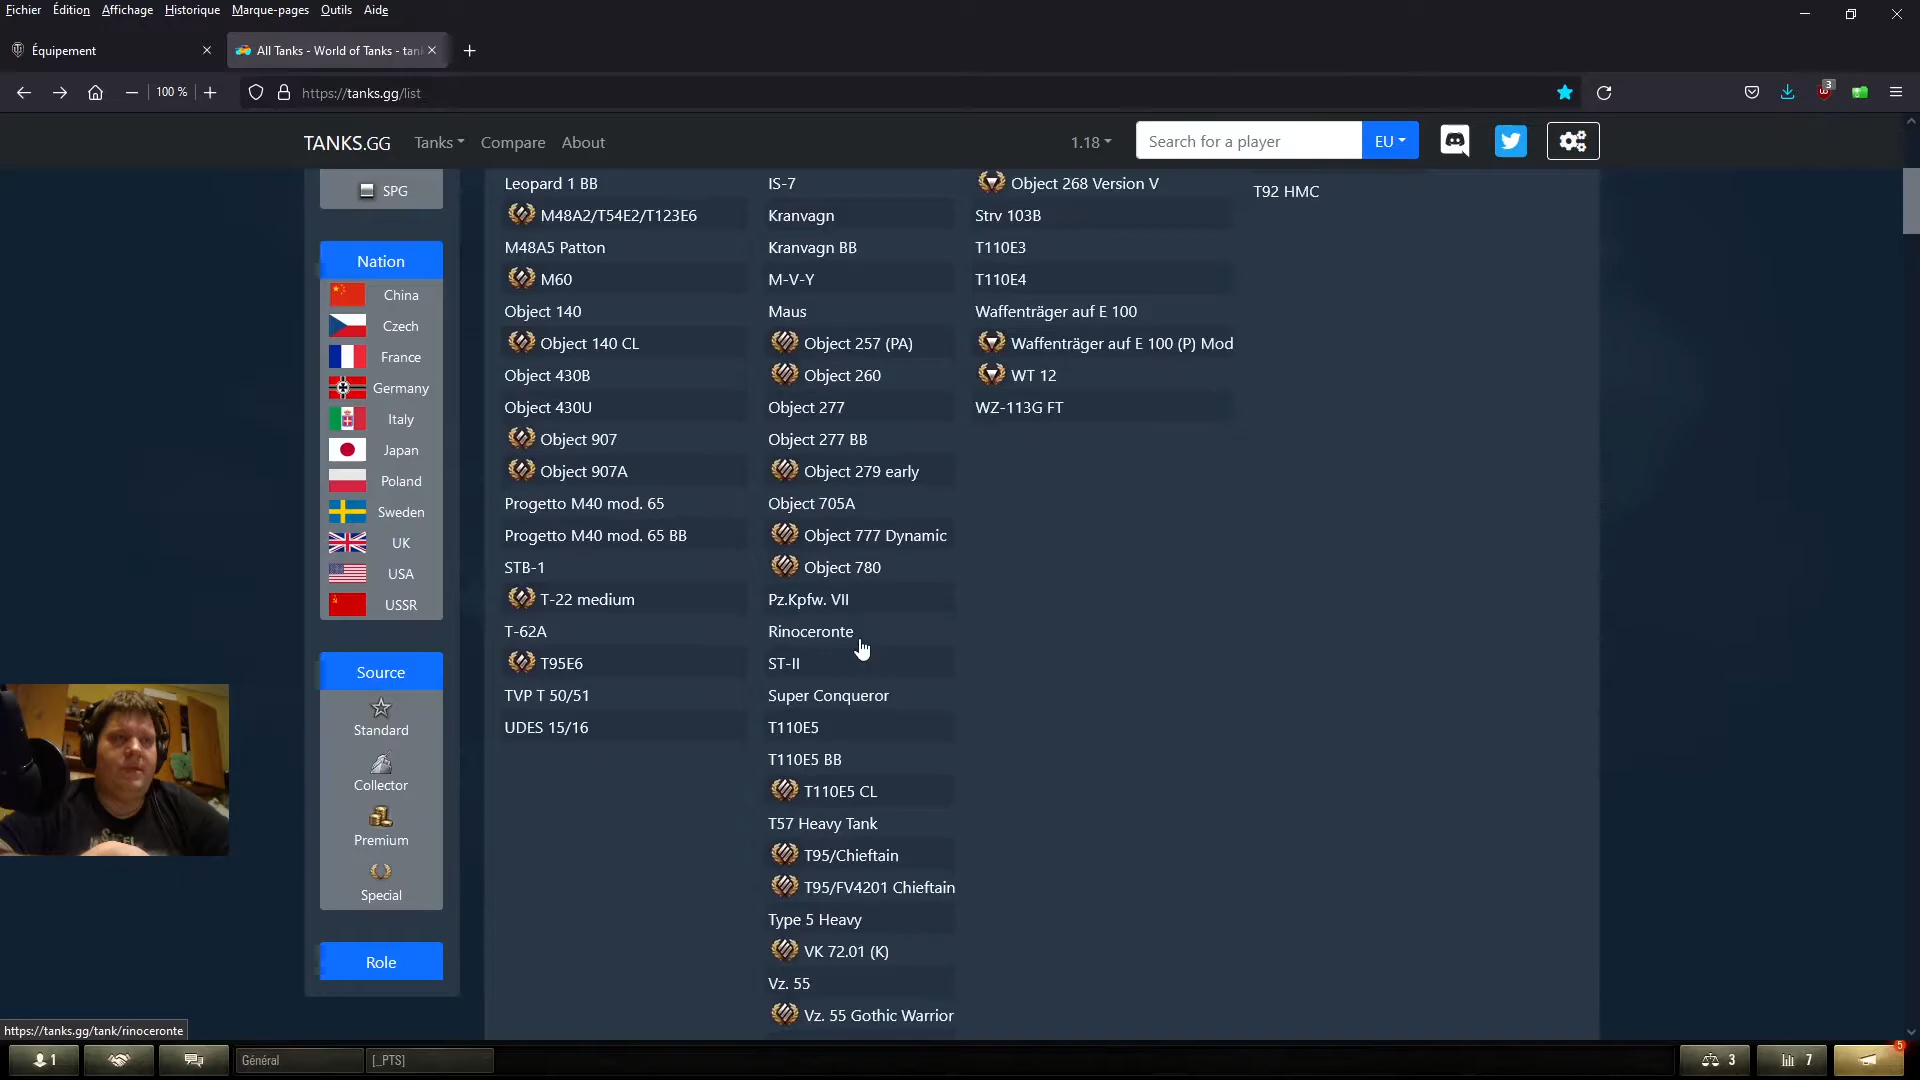 Fichier Édition Affichage Historique Marque-pages Outils Aide
Équipement
All Tanks - World of Tanks - tank
100 %
https://tanks.gg/list
3
TANKS.GG Tanks Compare About 1.18 Search for a player EU
SPG
Nation
China
Czech
France
Germany
Italy
Japan
Poland
Sweden
UK
USA
USSR
Source
Standard
Collector
Premium
Special
Role
Leopard 1 BB
M48A2/T54E2/T123E6
M48A5 Patton
M60
Object 140
Object 140 CL
Object 430B
Object 430U
Object 907
Object 907A
Progetto M40 mod. 65
Progetto M40 mod. 65 BB
STB-1
T-22 medium
T-62A
T95E6
TVP T 50/51
UDES 15/16
IS-7
Kranvagn
Kranvagn BB
M-V-Y
Maus
Object 257 (PA)
Object 260
Object 277
Object 277 BB
Object 279 early
Object 705A
Object 777 Dynamic
Object 780
Pz.Kpfw. VII
Rinoceronte
ST-II
Super Conqueror
T110E5
T110E5 BB
T110E5 CL
T57 Heavy Tank
T95/Chieftain
T95/FV4201 Chieftain
Type 5 Heavy
VK 72.01 (K)
Vz. 55
Vz. 55 Gothic Warrior
Object 268 Version V
Strv 103B
T110E3
T110E4
Waffenträger auf E 100
Waffenträger auf E 100 (P) Mod
WT 12
WZ-113G FT
T92 HMC
https://tanks.gg/tank/rinoceronte
1
Général
[_PTS]
3
7
5